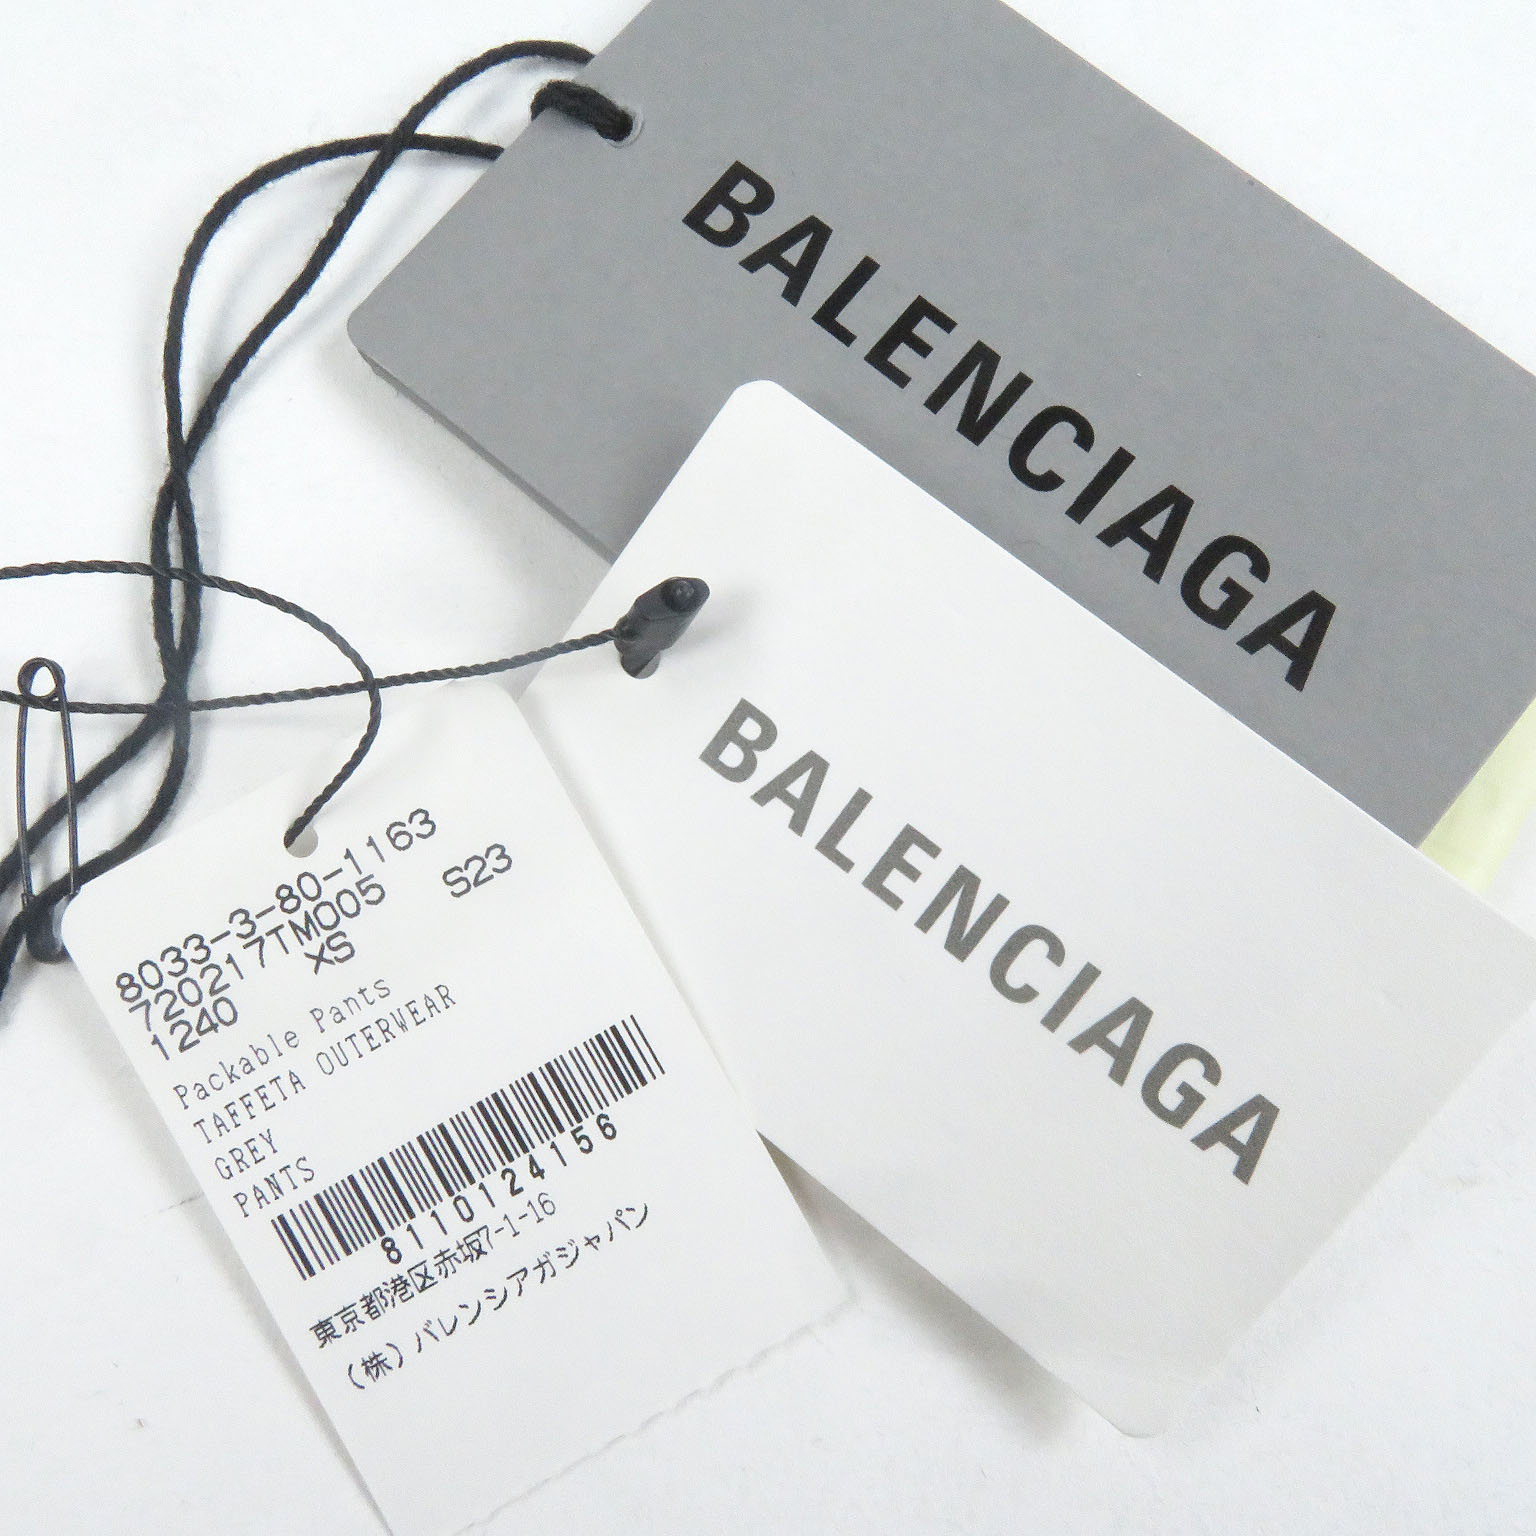 BALENCIAGA
BALENCIAGA
8033-3-80-1163
720217TM005 S23
1240 XS
Packable Pants
TAFFETA OUTERWEAR
GREY
PANTS
8110124156
東京都港区赤坂7-1-16
(株)バレンシアガジャパン